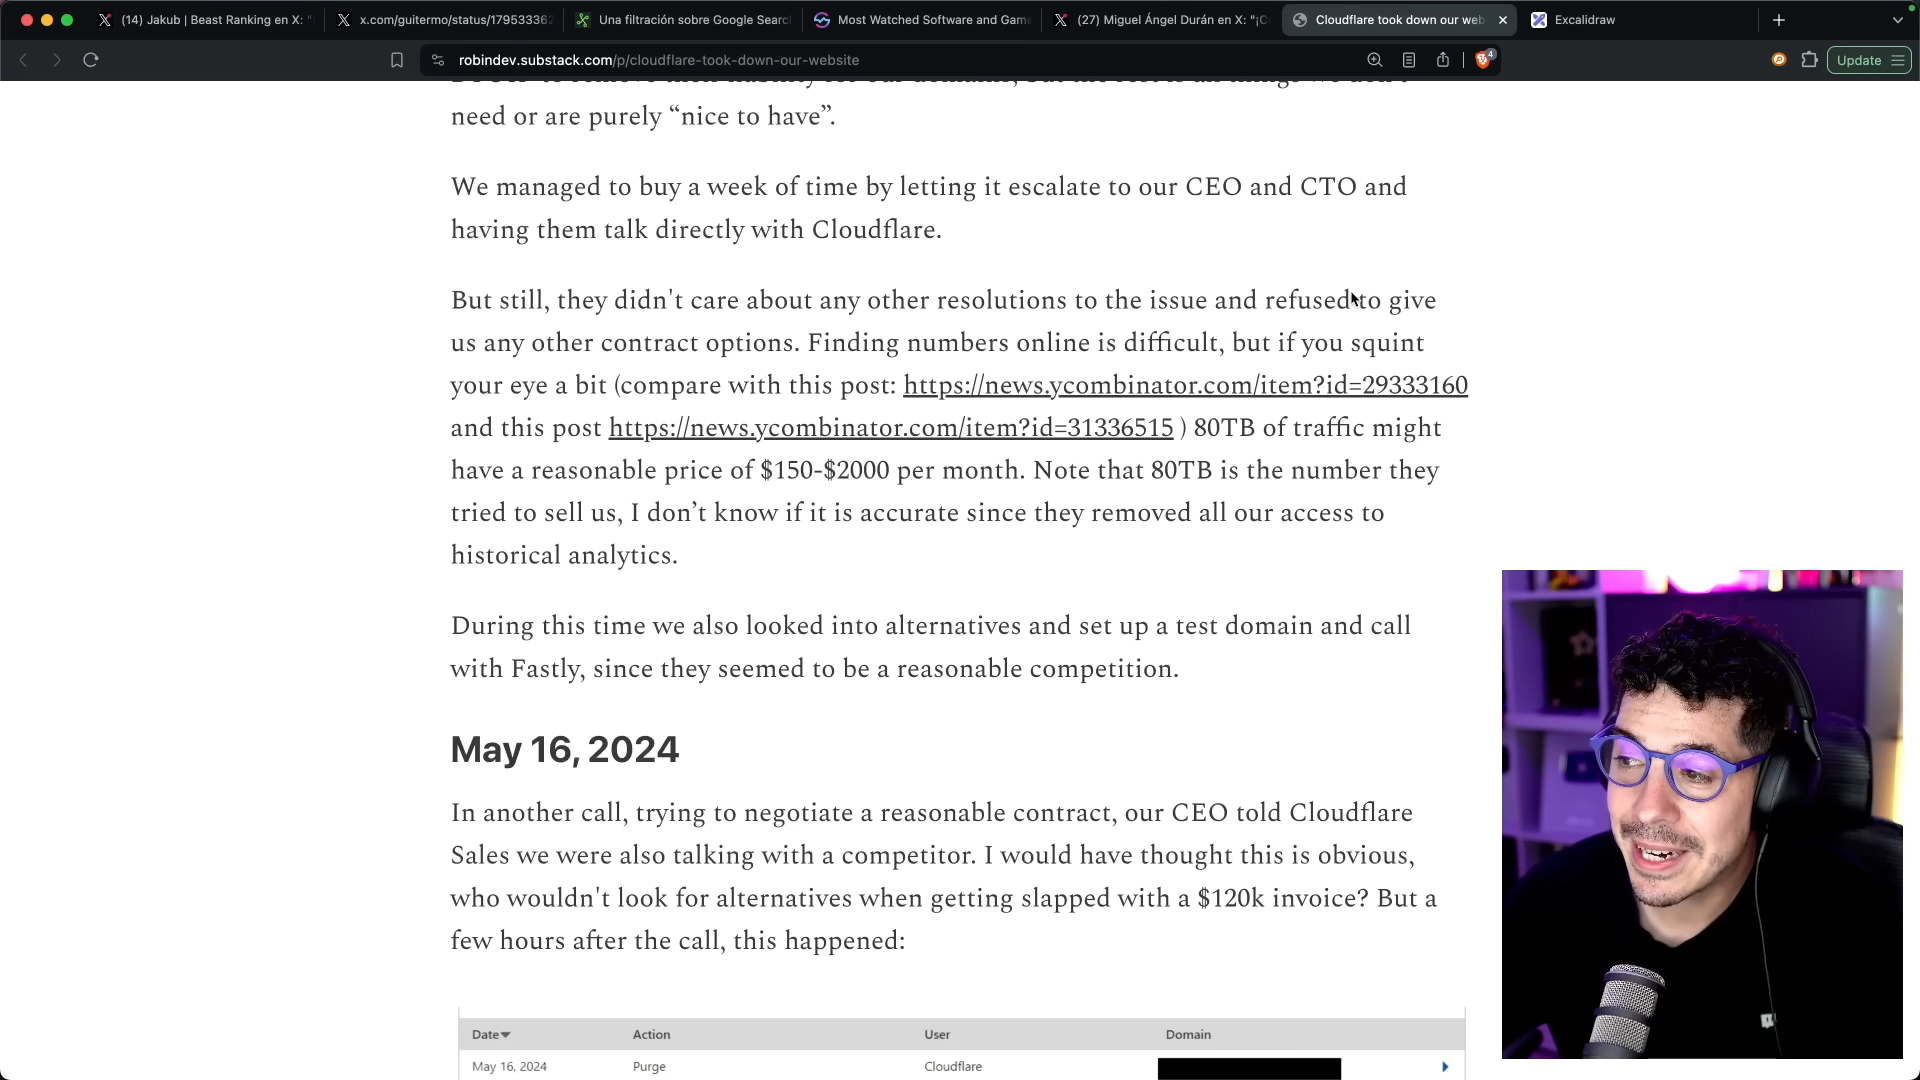 (14) Jakub | Beast Ranking en X: "
x.com/guitermo/status/179533362
Una filtración sobre Google Searc
Most Watched Software and Game
(27) Miguel Ángel Durán en X: "¡C
Cloudflare took down our web
Excalidraw
robindev.substack.com/p/cloudflare-took-down-our-website
4
Update
need or are purely “nice to have”.
We managed to buy a week of time by letting it escalate to our CEO and CTO and
having them talk directly with Cloudflare.
But still, they didn't care about any other resolutions to the issue and refused to give
us any other contract options. Finding numbers online is difficult, but if you squint
your eye a bit (compare with this post: https://news.ycombinator.com/item?id=29333160
and this post https://news.ycombinator.com/item?id=31336515 ) 80TB of traffic might
have a reasonable price of $150-$2000 per month. Note that 80TB is the number they
tried to sell us, I don’t know if it is accurate since they removed all our access to
historical analytics.
During this time we also looked into alternatives and set up a test domain and call
with Fastly, since they seemed to be a reasonable competition.
May 16, 2024
In another call, trying to negotiate a reasonable contract, our CEO told Cloudflare
Sales we were also talking with a competitor. I would have thought this is obvious,
who wouldn't look for alternatives when getting slapped with a $120k invoice? But a
few hours after the call, this happened:
Date Action User Domain
May 16, 2024 Purge Cloudflare